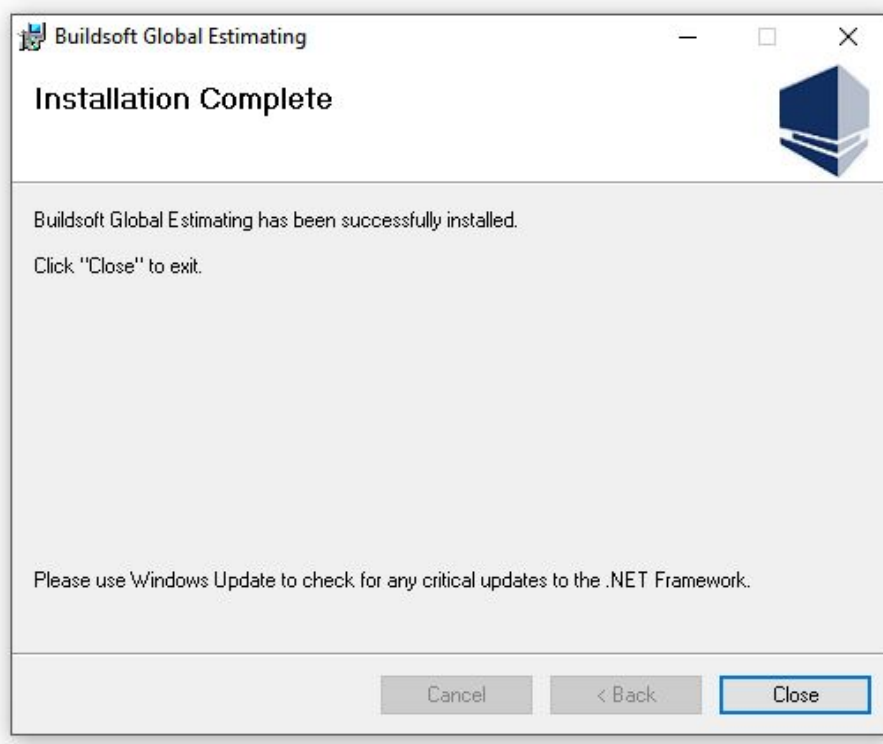 Buildsoft Global Estimating
Installation Complete
Buildsoft Global Estimating has been successfully installed.
Click "Close" to exit.
Please use Windows Update to check for any critical updates to the .NET Framework.
Cancel
< Back
Close